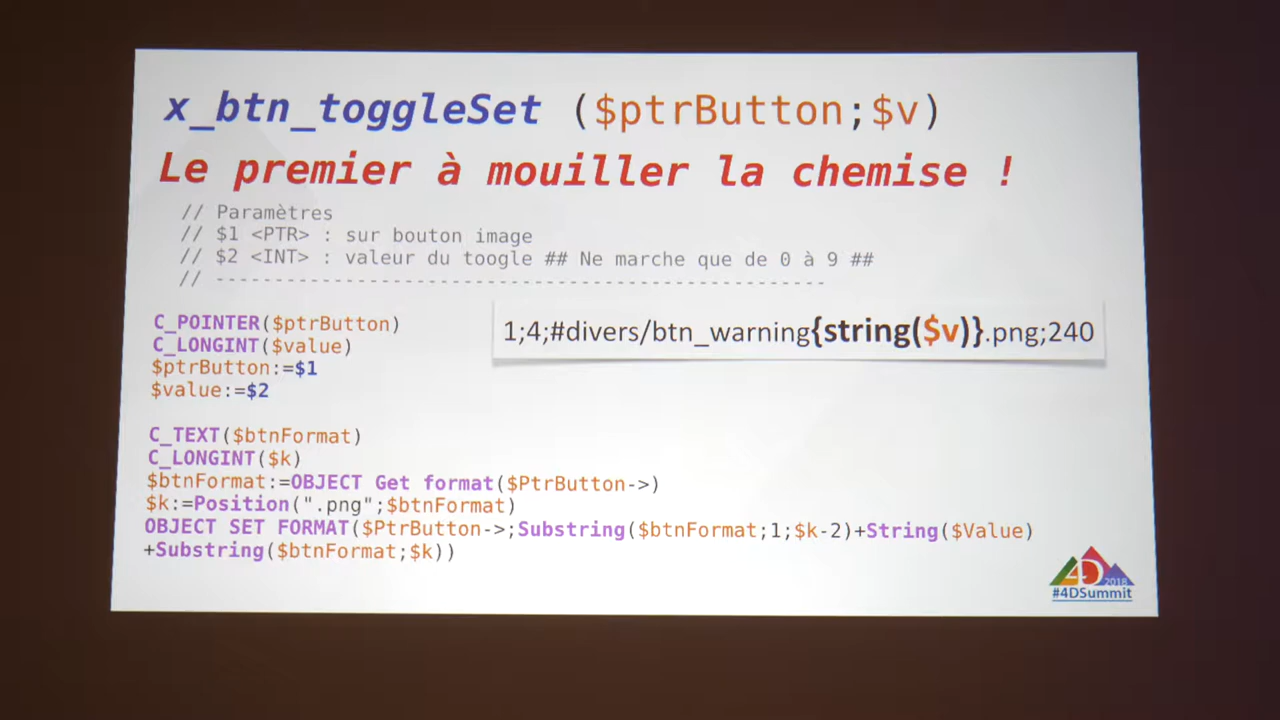 x_btn_toggleSet ($ptrButton;$v)
Le premier à mouiller la chemise !
// Paramètres
// $1 <PTR> : sur bouton image
// $2 <INT> : valeur du toogle ## Ne marche que de 0 à 9 ##
// ----------------------------------------------------
1;4;#divers/btn_warning{string($v)}.png;240
C_POINTER($ptrButton)
C_LONGINT($value)
$ptrButton:=$1
$value:=$2
C_TEXT($btnFormat)
C_LONGINT($k)
$btnFormat:=OBJECT Get format($PtrButton->)
$k:=Position(".png";$btnFormat)
OBJECT SET FORMAT($PtrButton->;Substring($btnFormat;1;$k-2)+String($Value)
+Substring($btnFormat;$k))
4D
2018
#4DSummit